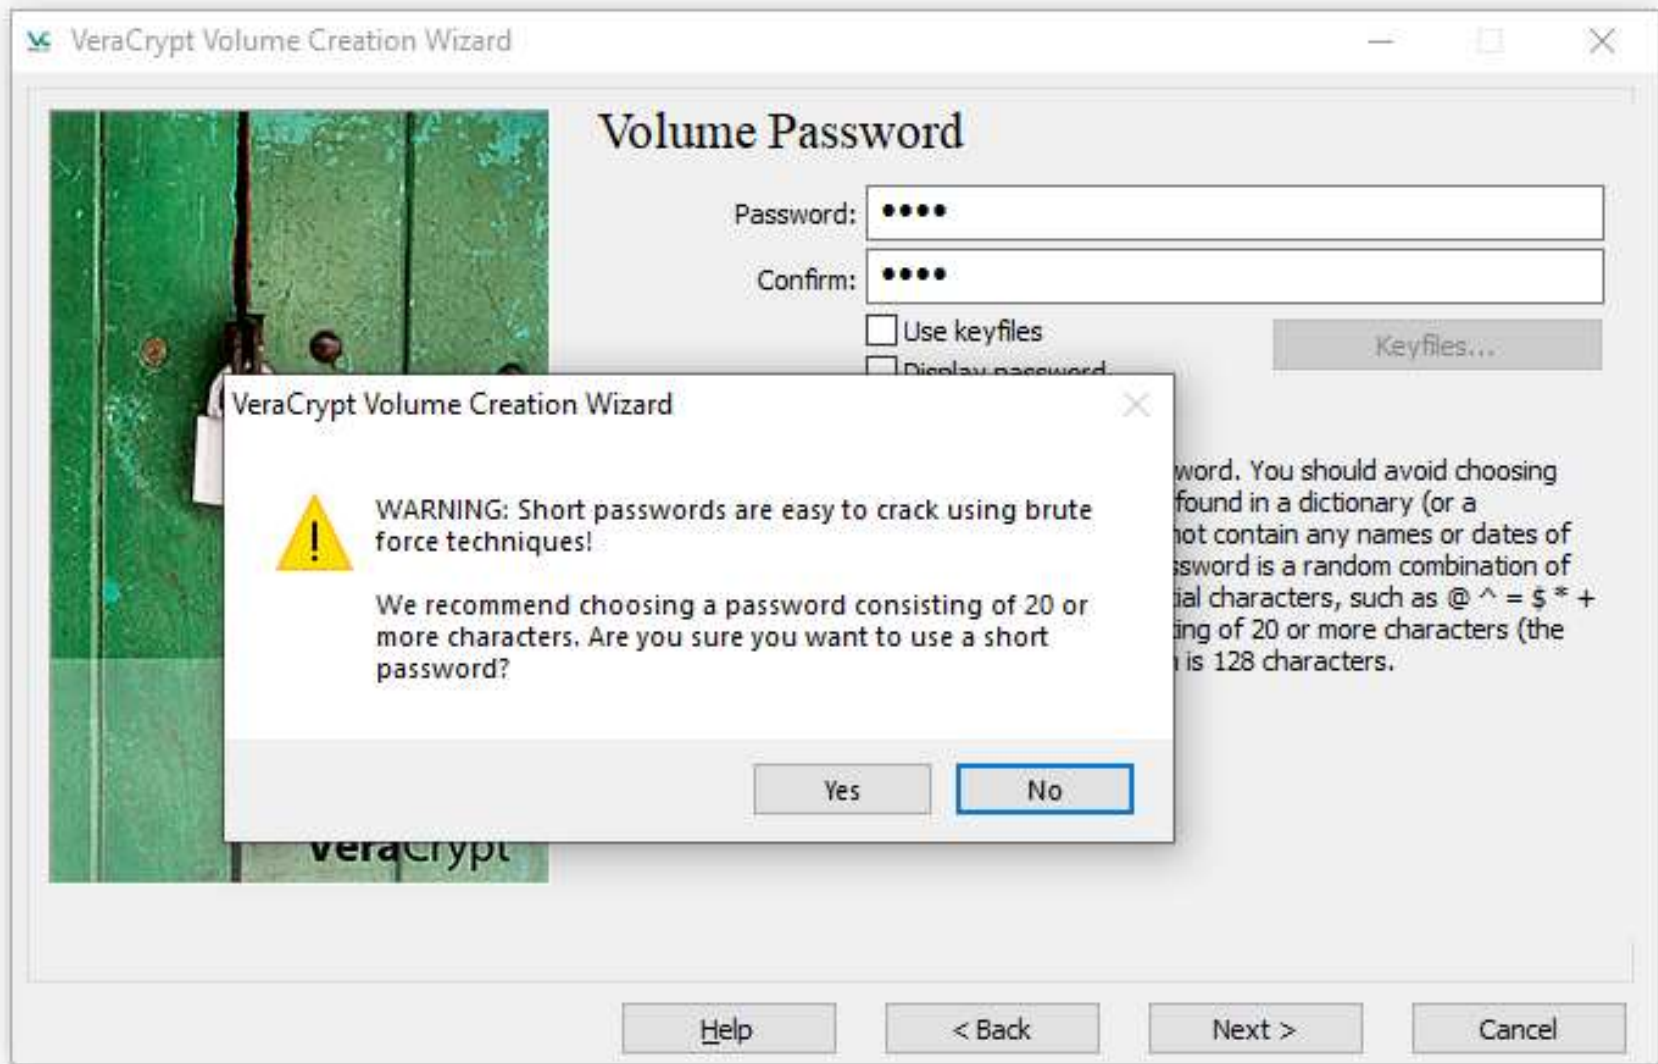 VeraCrypt Volume Creation Wizard
Volume Password
Password: ••••
Confirm: ••••
Use keyfiles
Keyfiles...
Display password
VeraCrypt Volume Creation Wizard
WARNING: Short passwords are easy to crack using brute
force techniques!
We recommend choosing a password consisting of 20 or
more characters. Are you sure you want to use a short
password?
Yes
No
word. You should avoid choosing
found in a dictionary (or a
not contain any names or dates of
ssword is a random combination of
ial characters, such as @ ^ = $ * +
ing of 20 or more characters (the
is 128 characters.
VeraCrypt
Help
< Back
Next >
Cancel